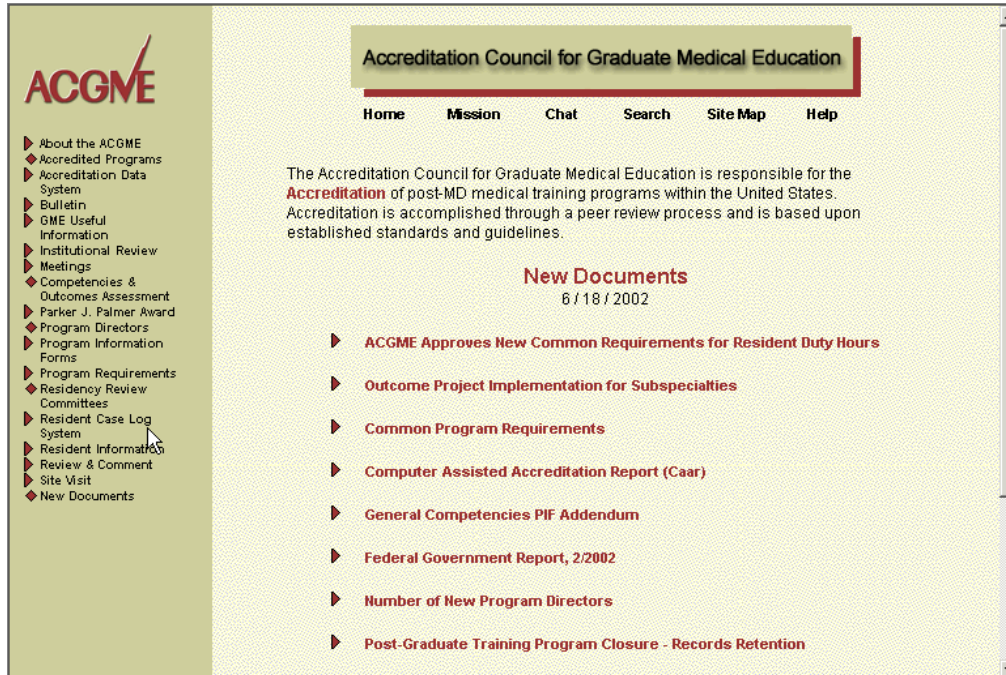 ACGME
About the ACGME
Accredited Programs
Accreditation Data
System
Bulletin
GME Useful
Information
Institutional Review
Meetings
Competencies &
Outcomes Assessment
Parker J. Palmer Award
Program Directors
Program Information
Forms
Program Requirements
Residency Review
Committees
Resident Case Log
System
Resident Information
Review & Comment
Site Visit
New Documents
Accreditation Council for Graduate Medical Education
Home Mission Chat Search Site Map Help
The Accreditation Council for Graduate Medical Education is responsible for the
Accreditation of post-MD medical training programs within the United States.
Accreditation is accomplished through a peer review process and is based upon
established standards and guidelines.
New Documents
6 / 18 / 2002
ACGME Approves New Common Requirements for Resident Duty Hours
Outcome Project Implementation for Subspecialties
Common Program Requirements
Computer Assisted Accreditation Report (Caar)
General Competencies PIF Addendum
Federal Government Report, 2/2002
Number of New Program Directors
Post-Graduate Training Program Closure - Records Retention